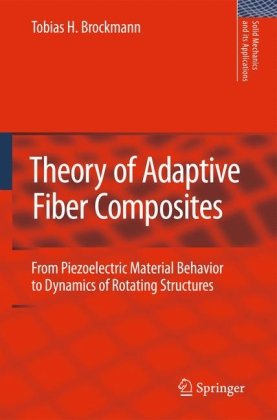 Tobias H. Brockmann
Solid Mechanics
and its Applications
Theory of Adaptive
Fiber Composites
From Piezoelectric Material Behavior
to Dynamics of Rotating Structures
Springer